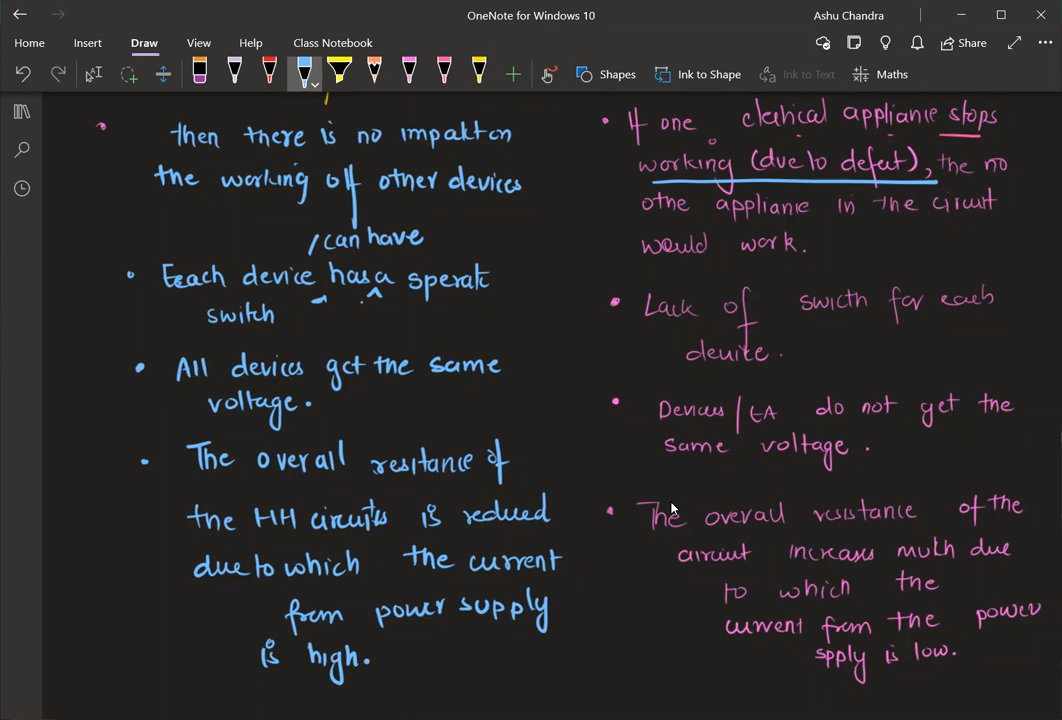 OneNote for Windows 10
Ashu Chandra
Home Insert Draw View Help Class Notebook
Share
Shapes Ink to Shape Ink to Text Maths
then there is no impakt on
the working off other devices
/can have
Eeach device has a sperate
switch
All devices get the same
voltage.
The overall resitance of
the HH circuits is reduced
due to which the current
from power supply
is high.
If one electrical appliance stops
working (due to defeet), the no
othe appliance in the circuit
would work.
Lack of swicth for each
device.
Devices / EA do not get the
same voltage.
The overall resistance of the
circuit increases much due
to which the
current from the power
spply is low.